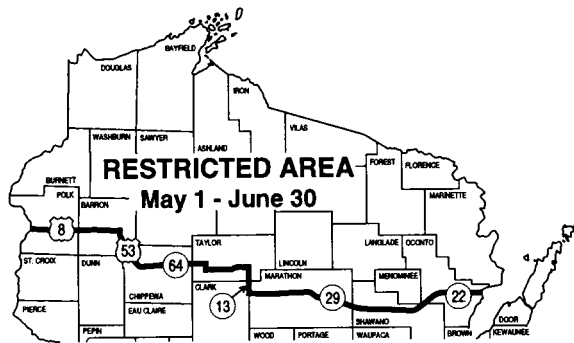 BAYFIELD
DOUGLAS
IRON
VILAS
WASHBURN
SAWYER
ASHLAND
FOREST
FLORENCE
RESTRICTED AREA
May 1 - June 30
BURNETT
POLK
BARRON
MARINETTE
8
53
64
TAYLOR
LINCOLN
LANGLADE
OCONTO
ST. CROIX
DUNN
CHIPPEWA
CLARK
MARATHON
MENOMINEE
13
29
22
PIERCE
PEPIN
EAU CLAIRE
WOOD
PORTAGE
SHAWANO
WAUPACA
BROWN
DOOR
KEWAUNEE